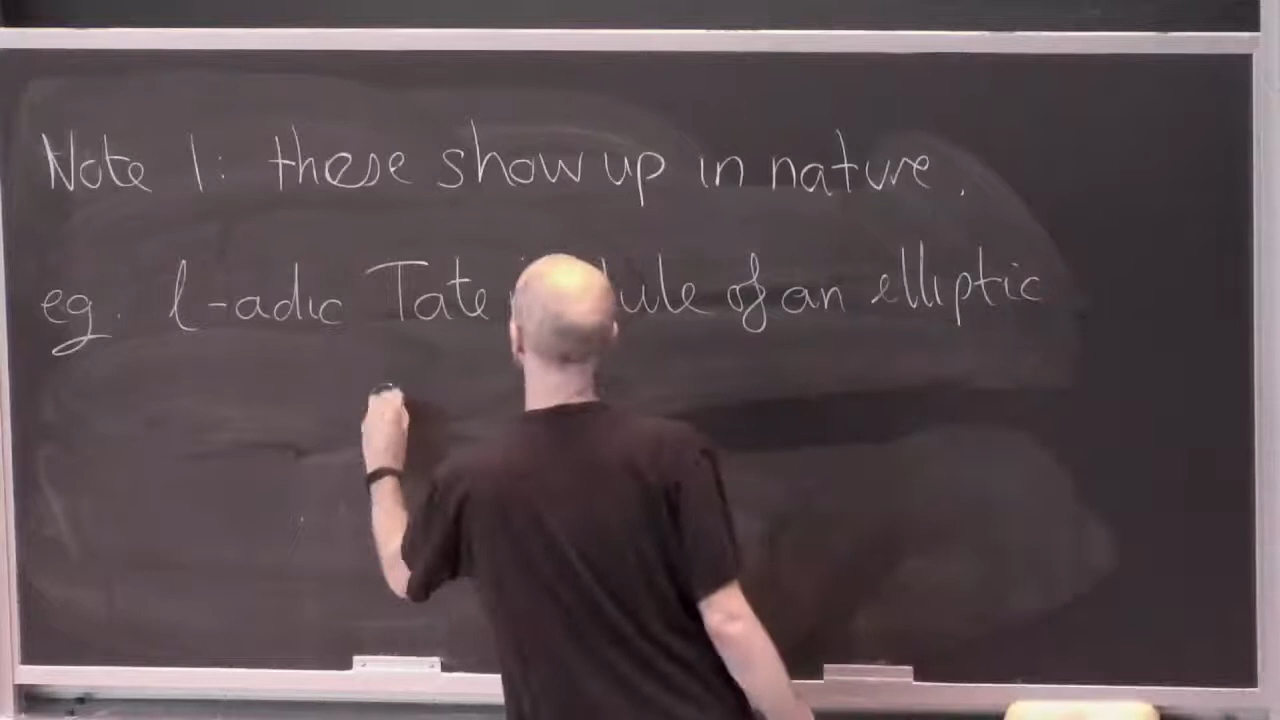 Note 1: these show up in nature.
eg. l-adic Tate module of an elliptic